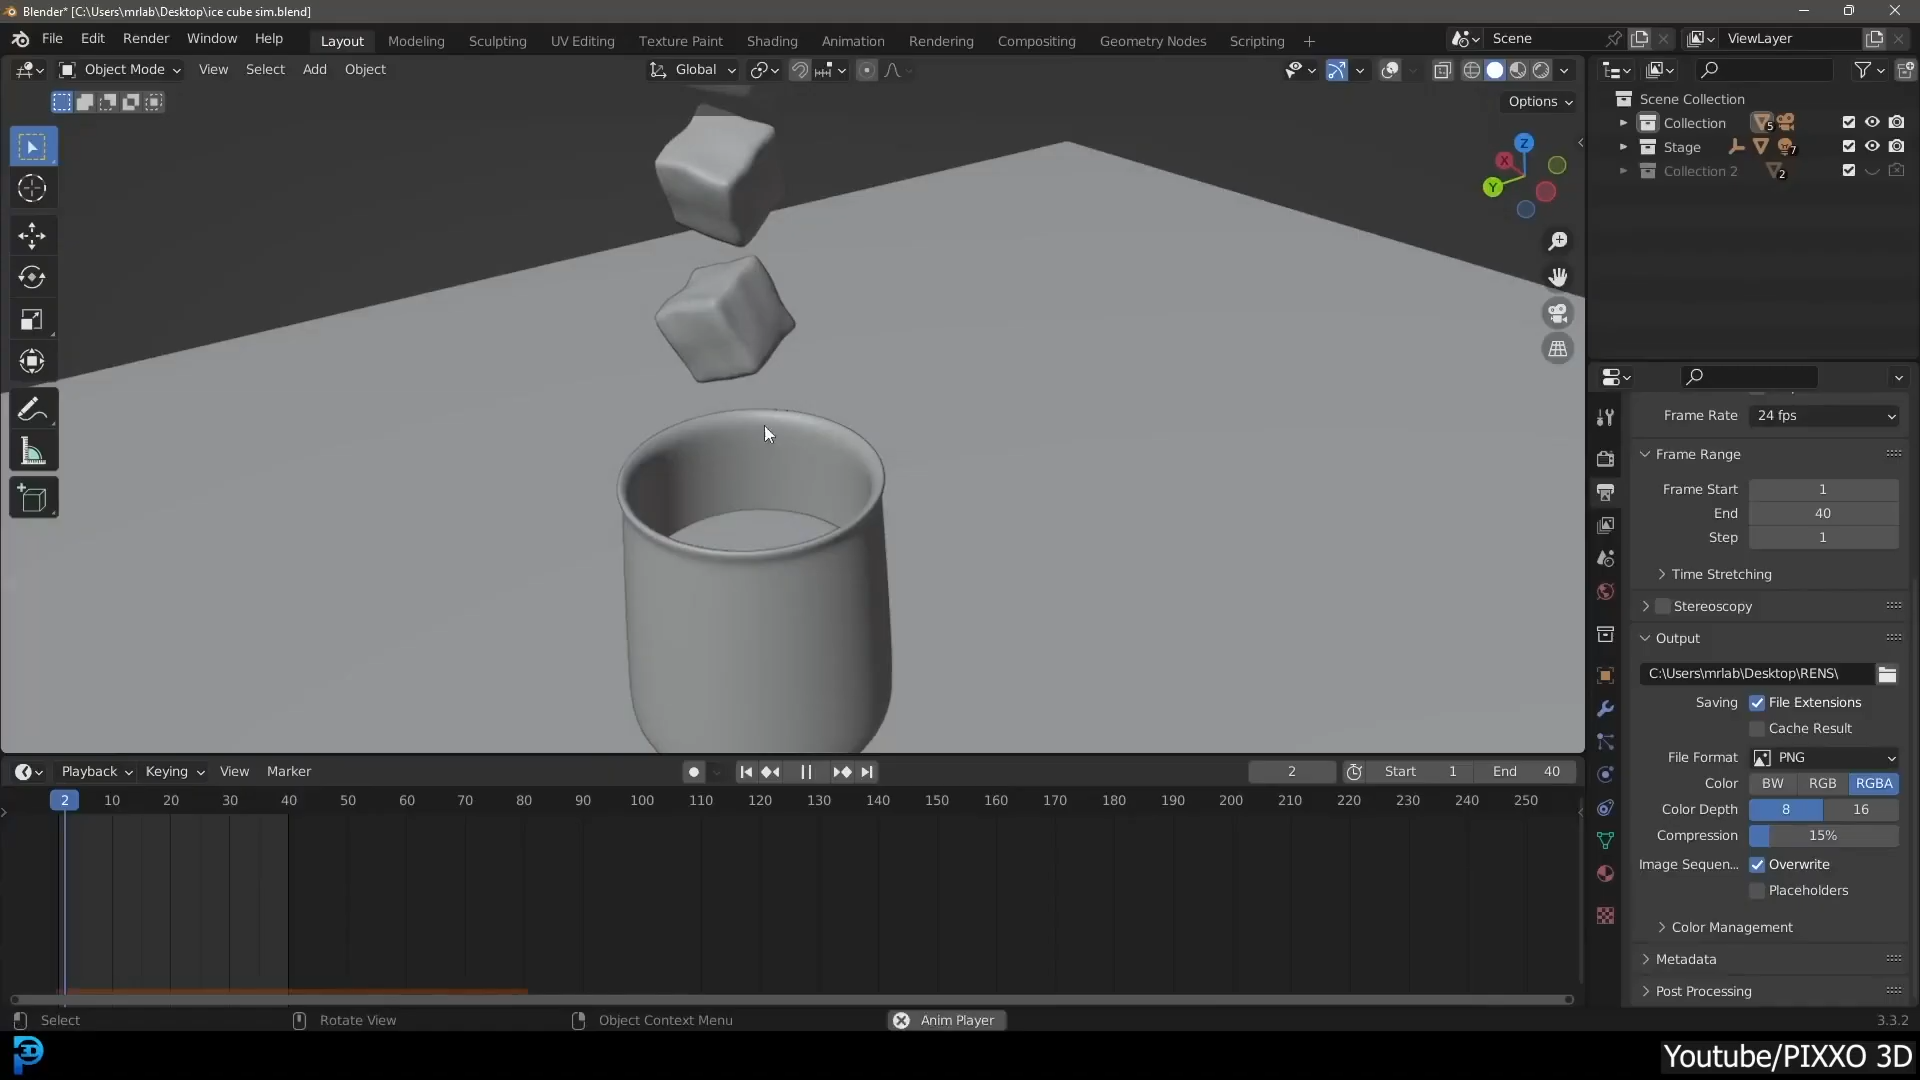 Blender* [C:\Users\mrlab\Desktop\ice cube sim.blend]
File Edit Render Window Help Layout Modeling Sculpting UV Editing Texture Paint Shading Animation Rendering Compositing Geometry Nodes Scripting + Scene ViewLayer
Object Mode View Select Add Object Global
Options
Scene Collection
Collection 5
Stage 7
Collection 2 2
Z
X
Y
Frame Rate 24 fps
Frame Range
Frame Start 1
End 40
Step 1
Time Stretching
Stereoscopy
Output
C:\Users\mrlab\Desktop\RENS\
Saving File Extensions
Cache Result
File Format PNG
Color BW RGB RGBA
Color Depth 8 16
Compression 15%
Image Sequen... Overwrite
Placeholders
Color Management
Metadata
Post Processing
Playback Keying View Marker 2 Start 1 End 40
2 10 20 30 40 50 60 70 80 90 100 110 120 130 140 150 160 170 180 190 200 210 220 230 240 250
Select Rotate View Object Context Menu Anim Player 3.3.2
3D
Youtube/PIXXO 3D